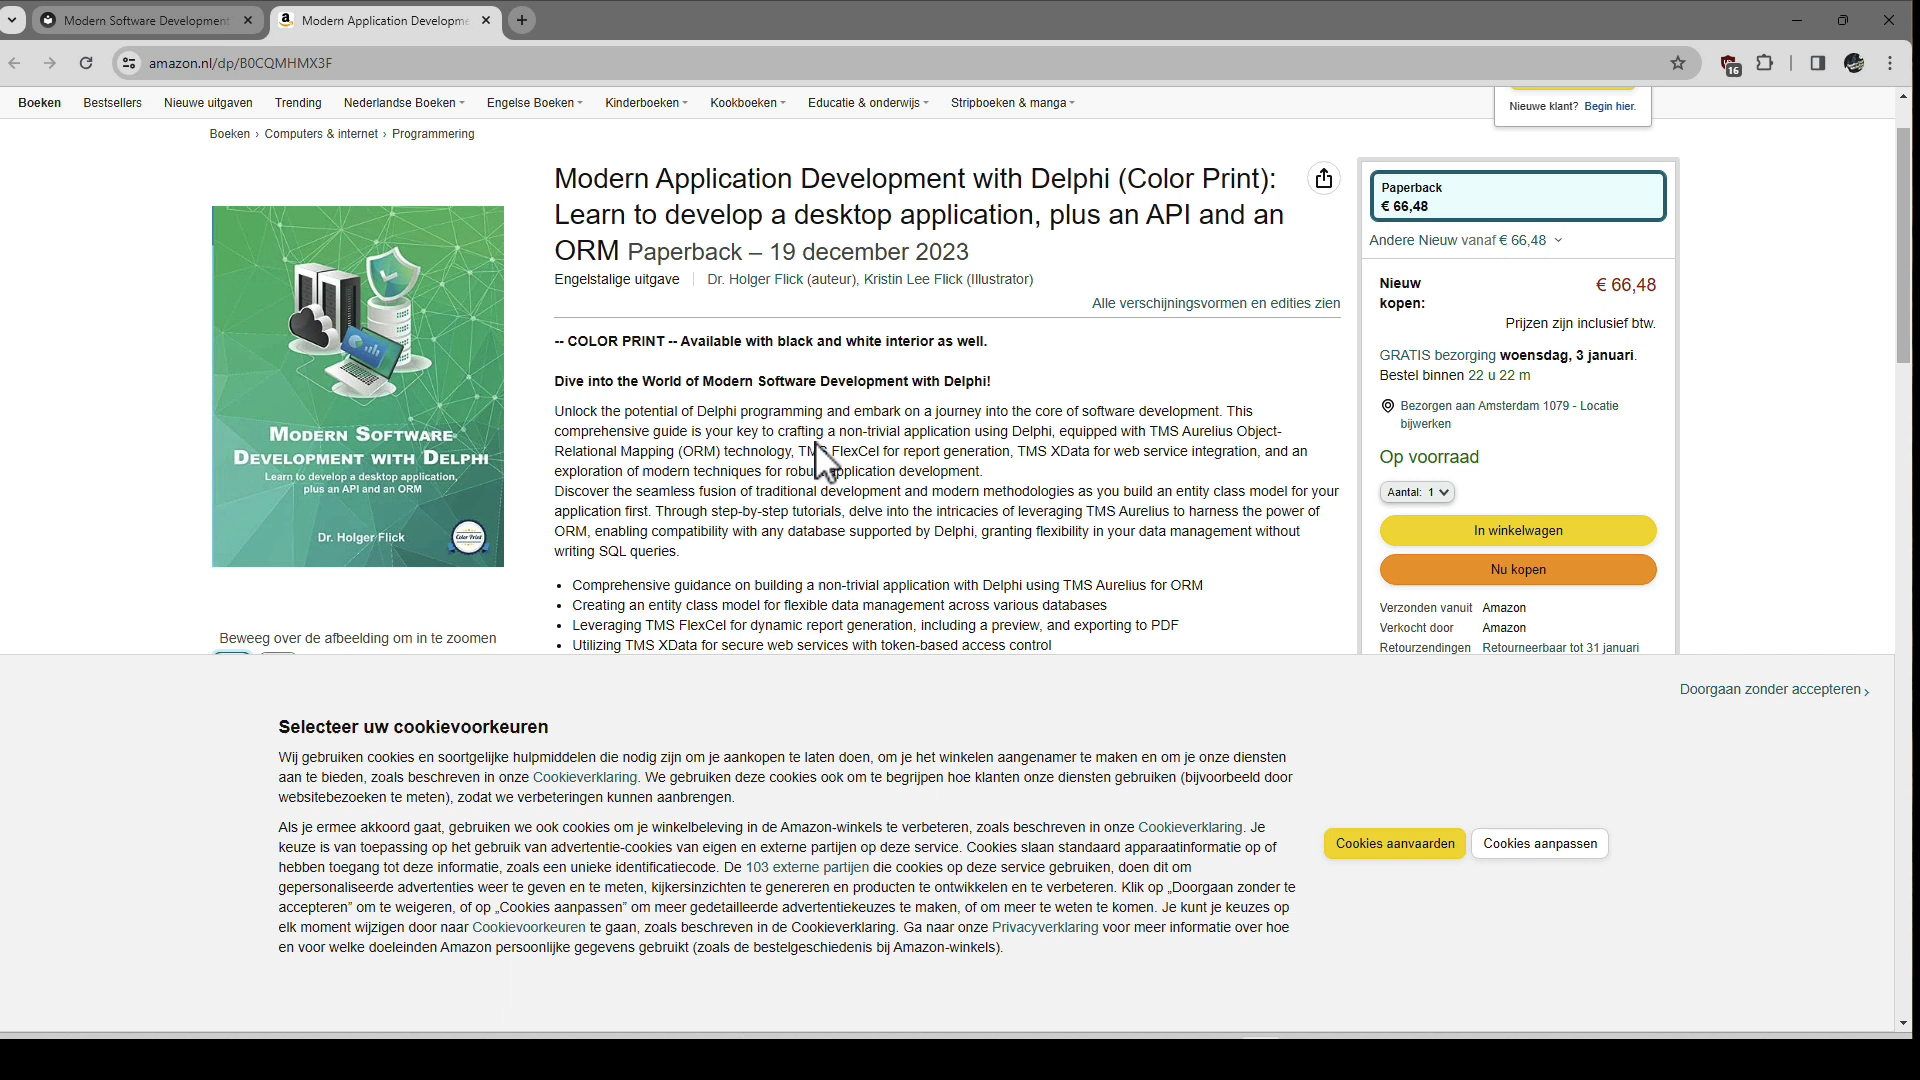 Modern Software Development
Modern Application Developme
amazon.nl/dp/B0CQMHMX3F
16
Boeken Bestsellers Nieuwe uitgaven Trending Nederlandse Boeken Engelse Boeken Kinderboeken Kookboeken Educatie & onderwijs Stripboeken & manga
Nieuwe klant? Begin hier.
Boeken › Computers & internet › Programmering
MODERN SOFTWARE
DEVELOPMENT WITH DELPHI
Learn to develop a desktop application,
plus an API and an ORM
Dr. Holger Flick
Color Print
Beweeg over de afbeelding om in te zoomen
Modern Application Development with Delphi (Color Print):
Learn to develop a desktop application, plus an API and an
ORM Paperback – 19 december 2023
Engelstalige uitgave Dr. Holger Flick (auteur), Kristin Lee Flick (Illustrator)
Alle verschijningsvormen en edities zien
-- COLOR PRINT -- Available with black and white interior as well.
Dive into the World of Modern Software Development with Delphi!
Unlock the potential of Delphi programming and embark on a journey into the core of software development. This
comprehensive guide is your key to crafting a non-trivial application using Delphi, equipped with TMS Aurelius Object-
Relational Mapping (ORM) technology, TMS FlexCel for report generation, TMS XData for web service integration, and an
exploration of modern techniques for robust application development.
Discover the seamless fusion of traditional development and modern methodologies as you build an entity class model for your
application first. Through step-by-step tutorials, delve into the intricacies of leveraging TMS Aurelius to harness the power of
ORM, enabling compatibility with any database supported by Delphi, granting flexibility in your data management without
writing SQL queries.
• Comprehensive guidance on building a non-trivial application with Delphi using TMS Aurelius for ORM
• Creating an entity class model for flexible data management across various databases
• Leveraging TMS FlexCel for dynamic report generation, including a preview, and exporting to PDF
• Utilizing TMS XData for secure web services with token-based access control
Paperback
€ 66,48
Andere Nieuw vanaf € 66,48
Nieuw
kopen:
€ 66,48
Prijzen zijn inclusief btw.
GRATIS bezorging woensdag, 3 januari.
Bestel binnen 22 u 22 m
Bezorgen aan Amsterdam 1079 - Locatie
bijwerken
Op voorraad
Aantal: 1
In winkelwagen
Nu kopen
Verzonden vanuit Amazon
Verkocht door Amazon
Retourzendingen Retourneerbaar tot 31 januari
Doorgaan zonder accepteren ›
Selecteer uw cookievoorkeuren
Wij gebruiken cookies en soortgelijke hulpmiddelen die nodig zijn om je aankopen te laten doen, om je het winkelen aangenamer te maken en om je onze diensten
aan te bieden, zoals beschreven in onze Cookieverklaring. We gebruiken deze cookies ook om te begrijpen hoe klanten onze diensten gebruiken (bijvoorbeeld door
websitebezoeken te meten), zodat we verbeteringen kunnen aanbrengen.
Als je ermee akkoord gaat, gebruiken we ook cookies om je winkelbeleving in de Amazon-winkels te verbeteren, zoals beschreven in onze Cookieverklaring. Je
keuze is van toepassing op het gebruik van advertentie-cookies van eigen en externe partijen op deze service. Cookies slaan standaard apparaatinformatie op of
hebben toegang tot deze informatie, zoals een unieke identificatiecode. De 103 externe partijen die cookies op deze service gebruiken, doen dit om
gepersonaliseerde advertenties weer te geven en te meten, kijkersinzichten te genereren en producten te ontwikkelen en te verbeteren. Klik op „Doorgaan zonder te
accepteren” om te weigeren, of op „Cookies aanpassen” om meer gedetailleerde advertentiekeuzes te maken, of om meer te weten te komen. Je kunt je keuzes op
elk moment wijzigen door naar Cookievoorkeuren te gaan, zoals beschreven in de Cookieverklaring. Ga naar onze Privacyverklaring voor meer informatie over hoe
en voor welke doeleinden Amazon persoonlijke gegevens gebruikt (zoals de bestelgeschiedenis bij Amazon-winkels).
Cookies aanvaarden
Cookies aanpassen